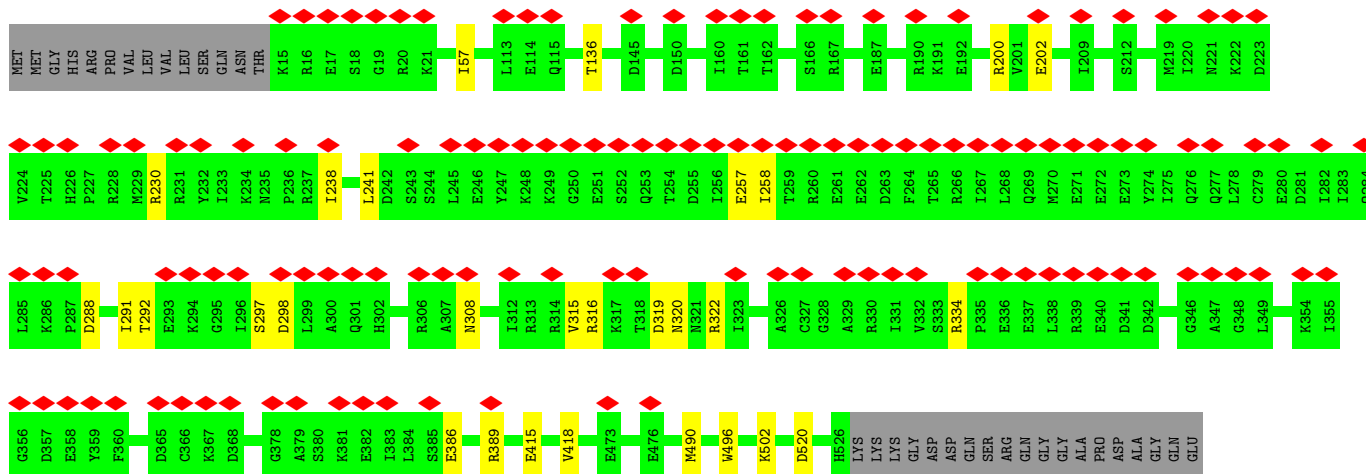 MET MET GLY HIS ARG PRO VAL LEU VAL LEU SER GLN ASN THR K15 R16 E17 S18 G19 R20 K21 I57 L113 E114 Q115 T136 D145 D150 I160 T161 T162 S166 R167 E187 R190 K191 E192 R200 V201 E202 I209 S212 M219 I220 N221 K222 D223
V224 T225 H226 P227 R228 M229 R230 R231 Y232 I233 K234 N235 P236 R237 I238 L241 D242 S243 S244 L245 E246 Y247 K248 K249 G250 E251 S252 Q253 T254 D255 I256 E257 I258 T259 R260 E261 E262 D263 F264 T265 R266 I267 L268 Q269 M270 E271 E272 E273 Y274 I275 Q276 Q277 L278 C279 E280 D281 I282 I283
L285 K286 P287 D288 I291 T292 E293 K294 G295 I296 S297 D298 L299 A300 Q301 H302 R306 A307 N308 I312 R313 R314 V315 R316 K317 T318 D319 N320 N321 R322 I323 A326 C327 G328 A329 R330 I331 V332 S333 R334 P335 E336 E337 L338 R339 E340 D341 D342 G346 A347 G348 L349 K354 I355
G356 D357 E358 Y359 F360 D365 C366 K367 D368 G378 A379 S380 K381 E382 I383 L384 S385 E386 R389 E415 V418 E473 E476 M490 W496 K502 D520 H526 LYS LYS LYS GLY ASP ASP GLN SER ARG GLN GLY GLY ALA PRO ASP ALA GLY GLN GLU